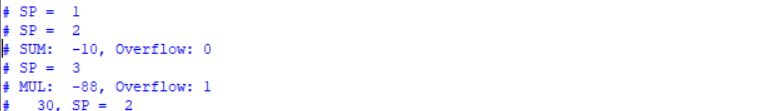 # SP =  1
# SP =  2
# SUM:  -10, Overflow: 0
# SP =  3
# MUL:  -88, Overflow: 1
#   30, SP =  2